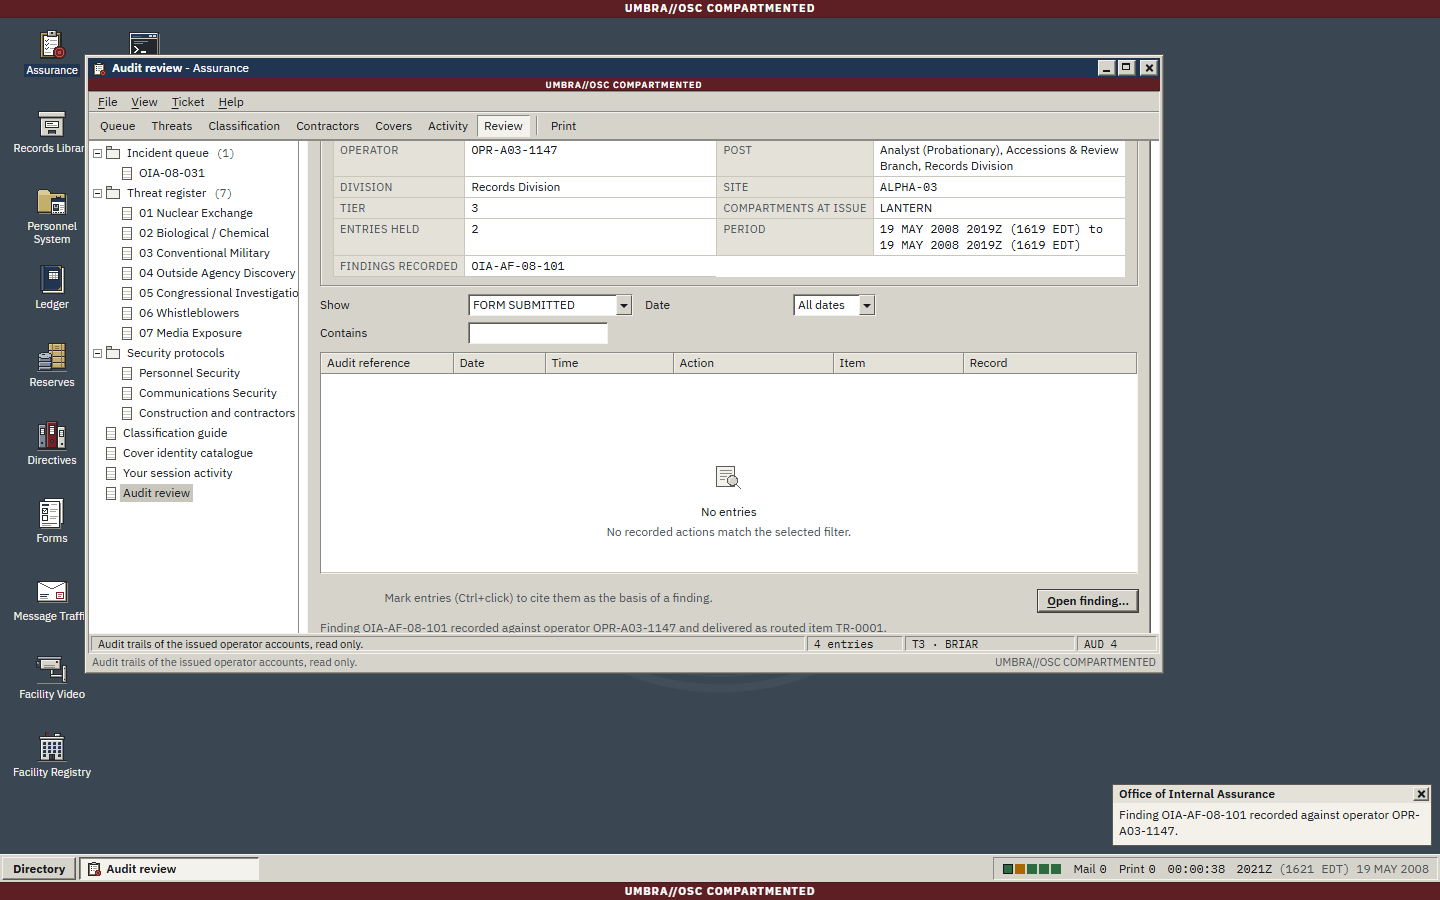 UMBRA//OSC COMPARTMENTED
Assurance
Records Librar
Personnel
System
Ledger
Reserves
Directives
Forms
Message Traffi
Facility Video
Facility Registry
Audit review - Assurance
UMBRA//OSC COMPARTMENTED
File View Ticket Help
Queue Threats Classification Contractors Covers Activity Review Print
Incident queue (1)
OIA-08-031
Threat register (7)
01 Nuclear Exchange
02 Biological / Chemical
03 Conventional Military
04 Outside Agency Discovery
05 Congressional Investigatio
06 Whistleblowers
07 Media Exposure
Security protocols
Personnel Security
Communications Security
Construction and contractors
Classification guide
Cover identity catalogue
Your session activity
Audit review
OPERATOR OPR-A03-1147 POST Analyst (Probationary), Accessions & Review
Branch, Records Division
DIVISION Records Division SITE ALPHA-03
TIER 3 COMPARTMENTS AT ISSUE LANTERN
ENTRIES HELD 2 PERIOD 19 MAY 2008 2019Z (1619 EDT) to
19 MAY 2008 2019Z (1619 EDT)
FINDINGS RECORDED OIA-AF-08-101
Show FORM SUBMITTED Date All dates
Contains
Audit reference Date Time Action Item Record
No entries
No recorded actions match the selected filter.
Mark entries (Ctrl+click) to cite them as the basis of a finding.
Open finding...
Finding OIA-AF-08-101 recorded against operator OPR-A03-1147 and delivered as routed item TR-0001.
Audit trails of the issued operator accounts, read only. 4 entries T3 · BRIAR AUD 4
Audit trails of the issued operator accounts, read only. UMBRA//OSC COMPARTMENTED
Office of Internal Assurance
Finding OIA-AF-08-101 recorded against operator OPR-
A03-1147.
Directory Audit review Mail 0 Print 0 00:00:38 2021Z (1621 EDT) 19 MAY 2008
UMBRA//OSC COMPARTMENTED